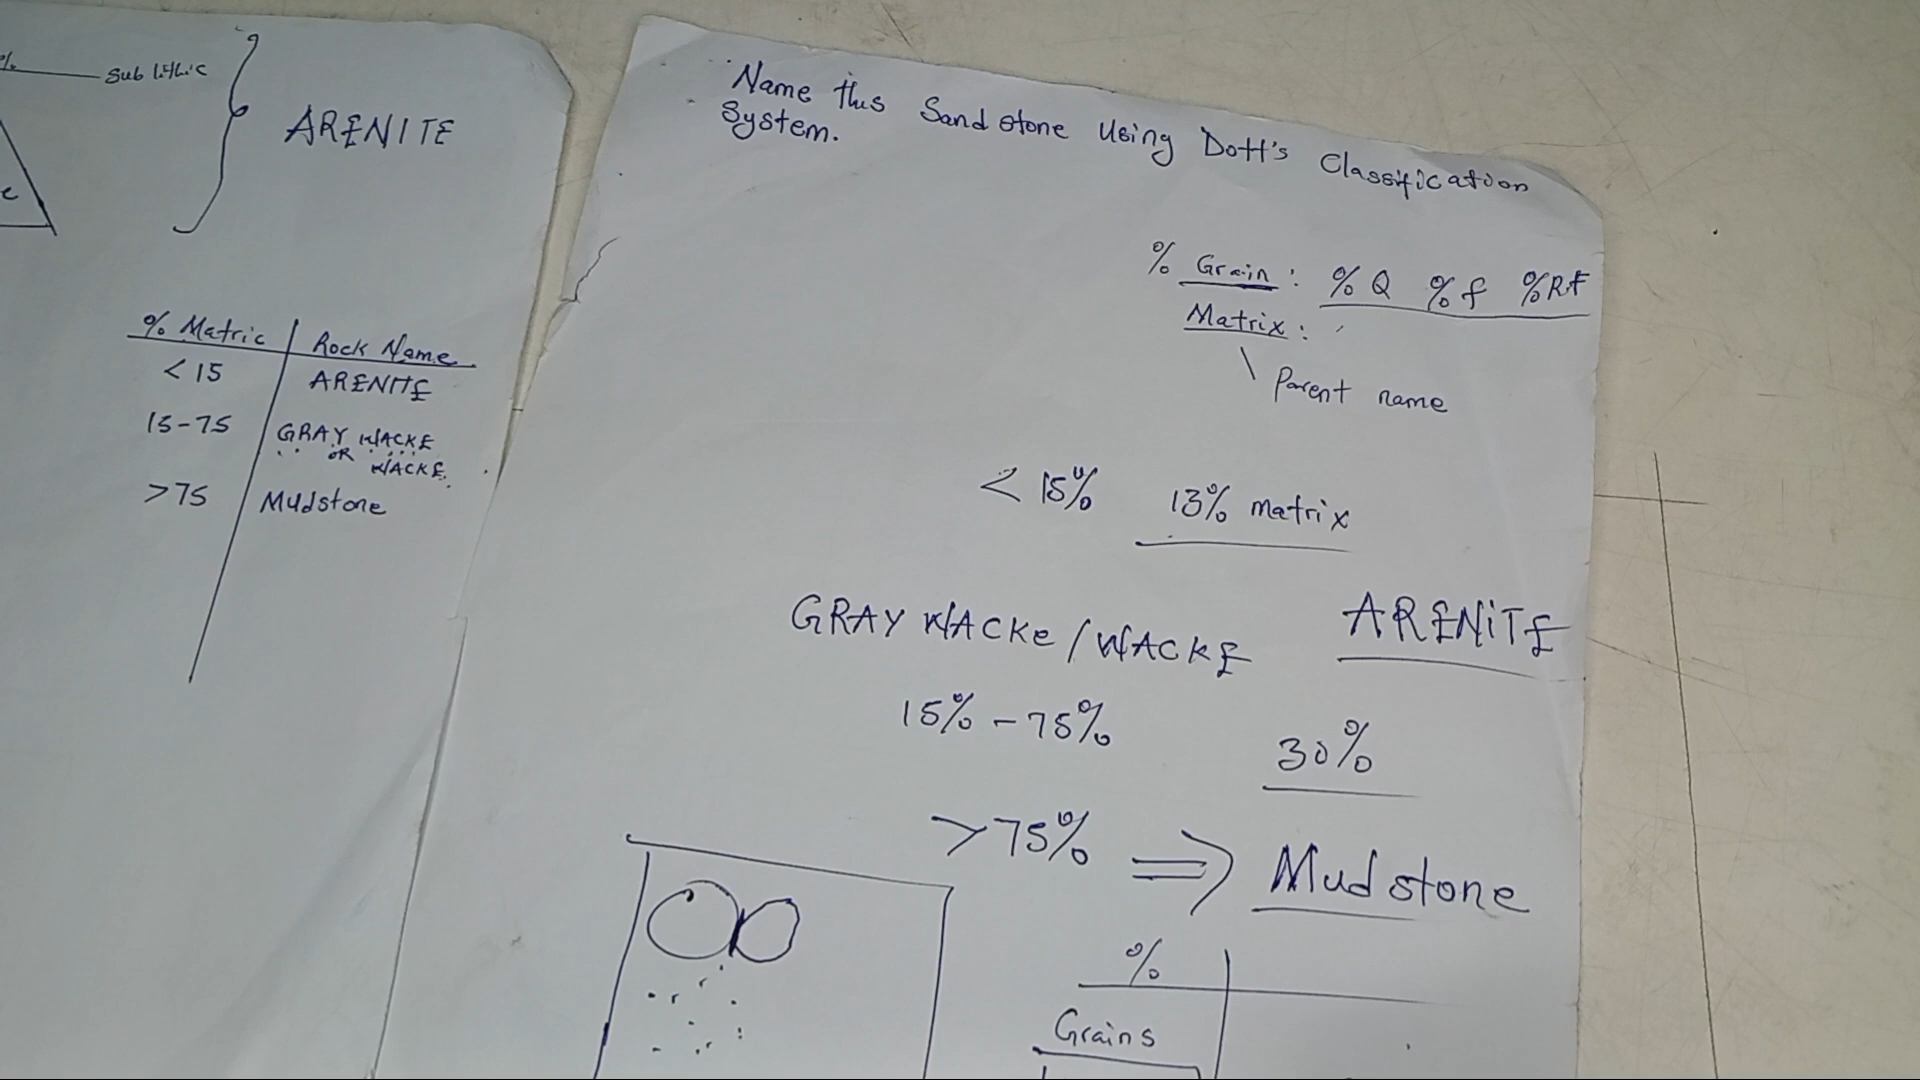 Sub lithic
ARENITE
c
% Matric | Rock Name
<15 ARENITE
15-75 GRAY WACKE
OR WACKE
>75 Mudstone
Name this Sandstone Using Dott's Classification
System.
% Grain: %Q %f %RF
Matrix:
Parent name
< 15% 13% matrix
GRAY WACKe / WACKE ARENiTE
15% - 75% 30%
>75% ⇒ Mudstone
%
Grains